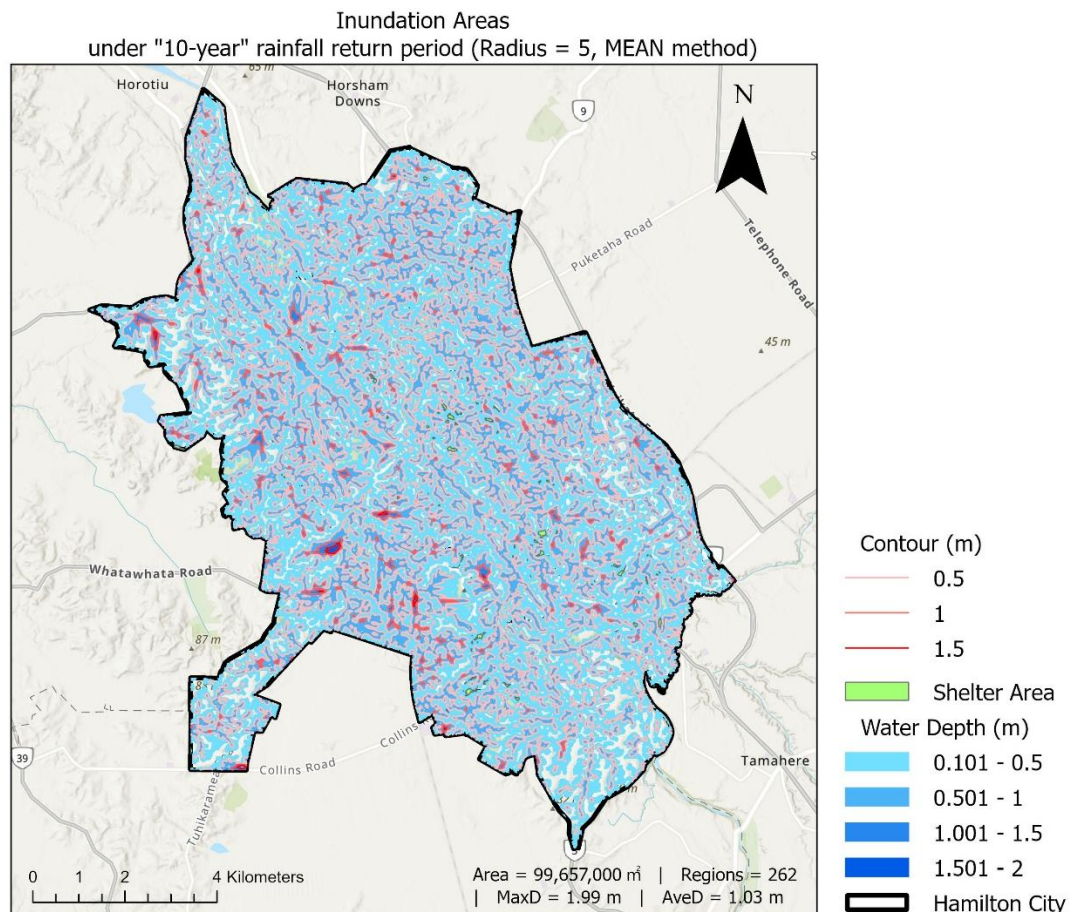 Inundation Areas
under "10-year" rainfall return period (Radius = 5, MEAN method)
65 m
Horotiu
Horsham
Downs
9
N
Puketaha Road
Telephone Road
45 m
Whatawhata Road
87 m
39
Collins
Collins Road
Tamahere
0 1 2 4 Kilometers
Area = 99,657,000 ㎡ | Regions = 262
| MaxD = 1.99 m | AveD = 1.03 m
Contour (m)
0.5
1
1.5
Shelter Area
Water Depth (m)
0.101 - 0.5
0.501 - 1
1.001 - 1.5
1.501 - 2
Hamilton City